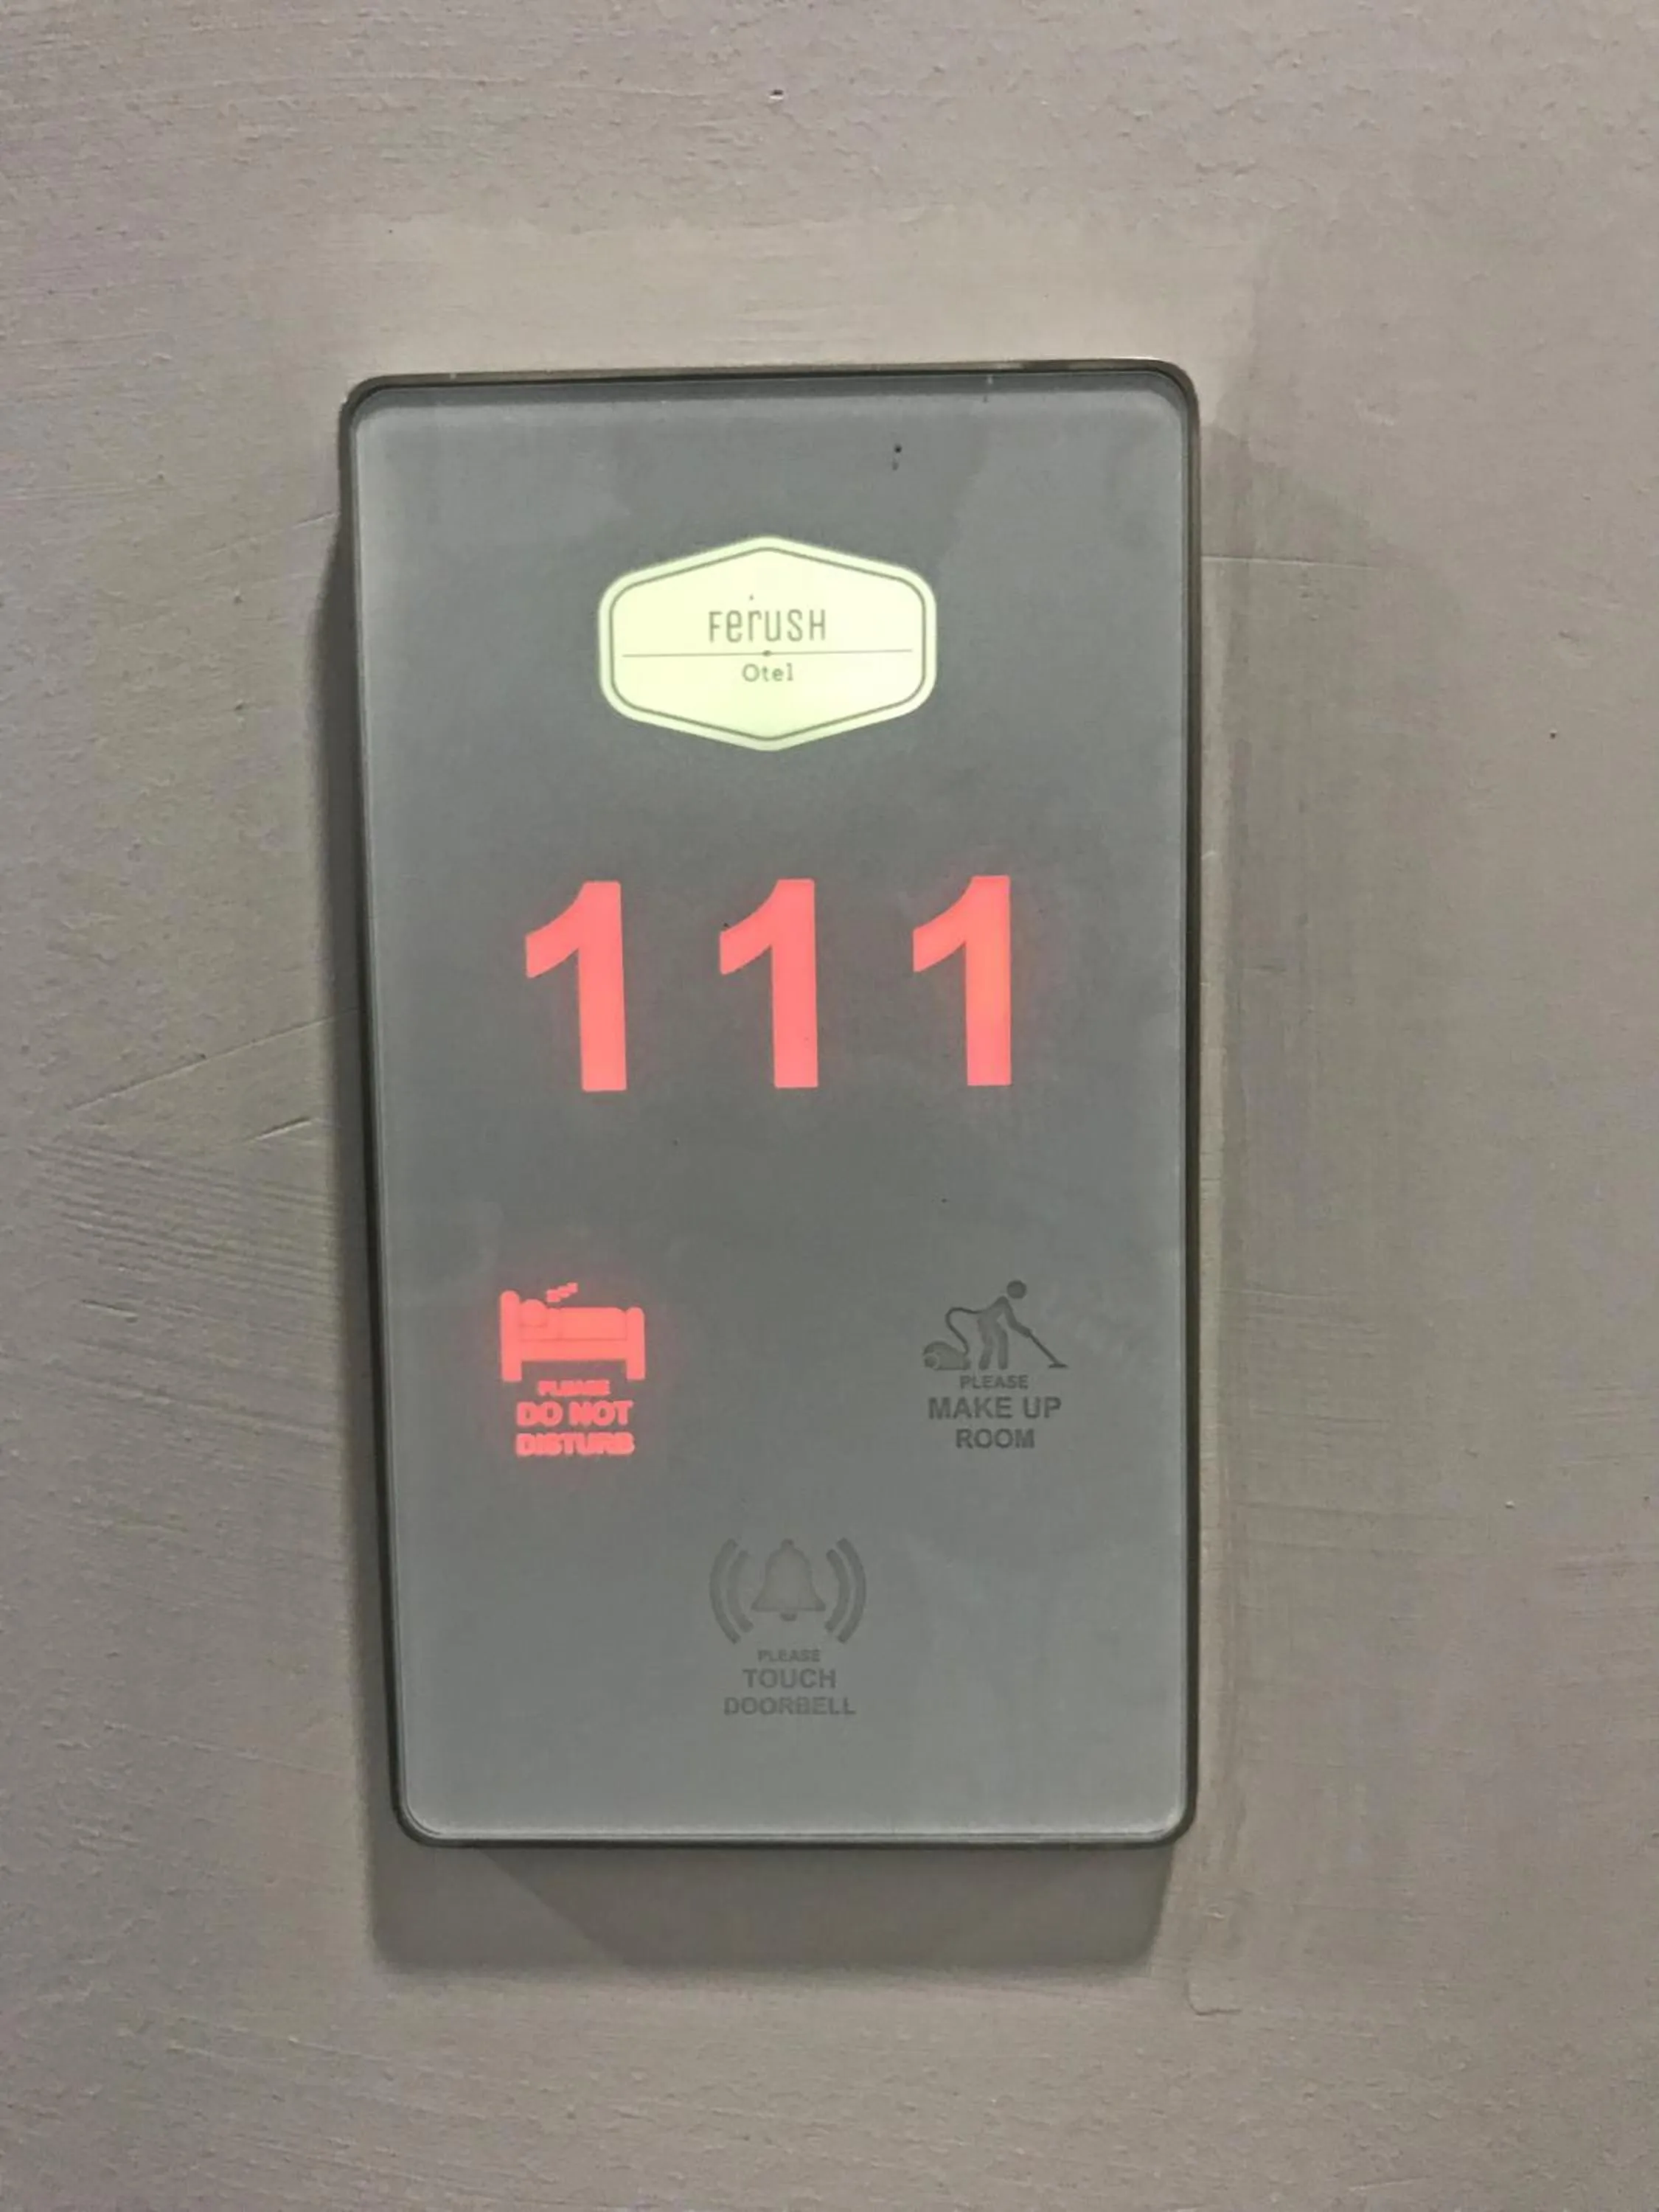 FerUSH
Otel
111
PLEASE
DO NOT
DISTURB
PLEASE
MAKE UP
ROOM
PLEASE
TOUCH
DOORBELL